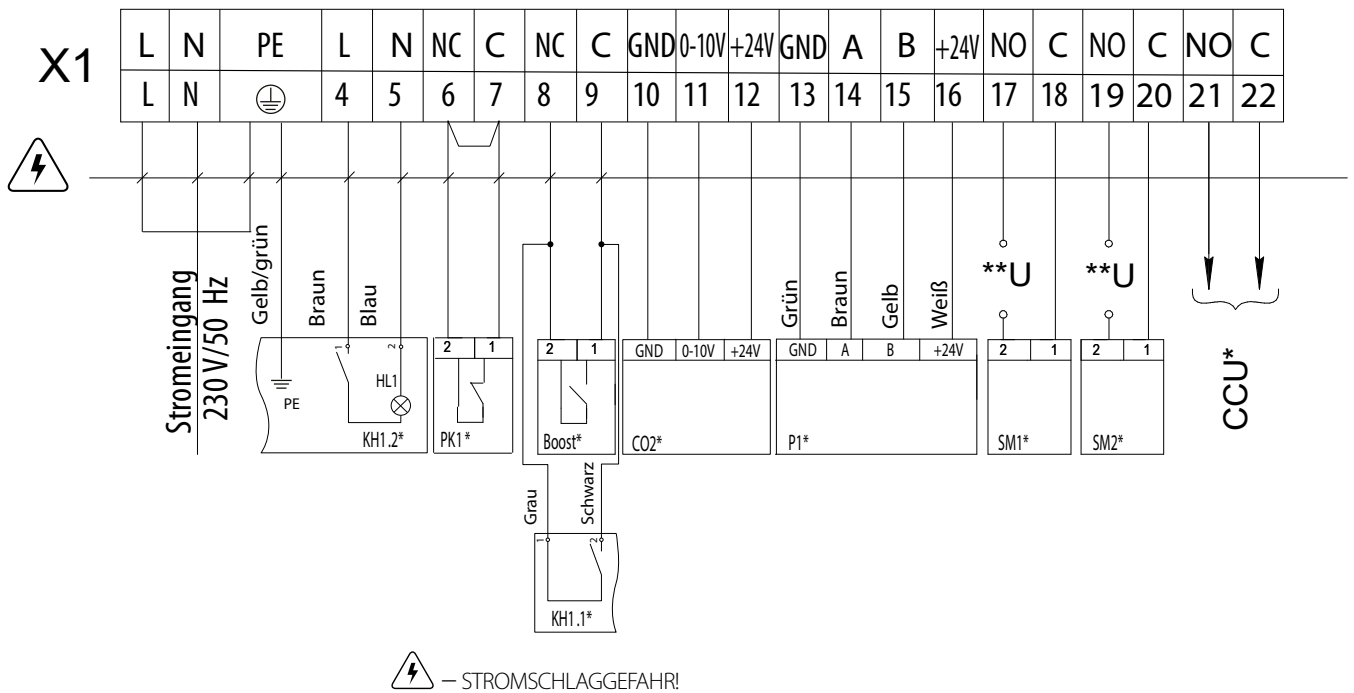 X1
L N PE L N NC C NC C GND 0-10V +24V GND A B +24V NO C NO C NO C
L N 4 5 6 7 8 9 10 11 12 13 14 15 16 17 18 19 20 21 22
Stromeingang
230 V/50 Hz
Gelb/grün
Braun
Blau
Grün
Braun
Gelb
Weiß
**U
**U
CCU*
1 2
HL1
PE
KH1.2*
2 1
PK1*
2 1
Boost*
GND 0-10V +24V
CO2*
GND A B +24V
P1*
2 1
SM1*
2 1
SM2*
Grau
Schwarz
1 2
KH1.1*
– STROMSCHLAGGEFAHR!